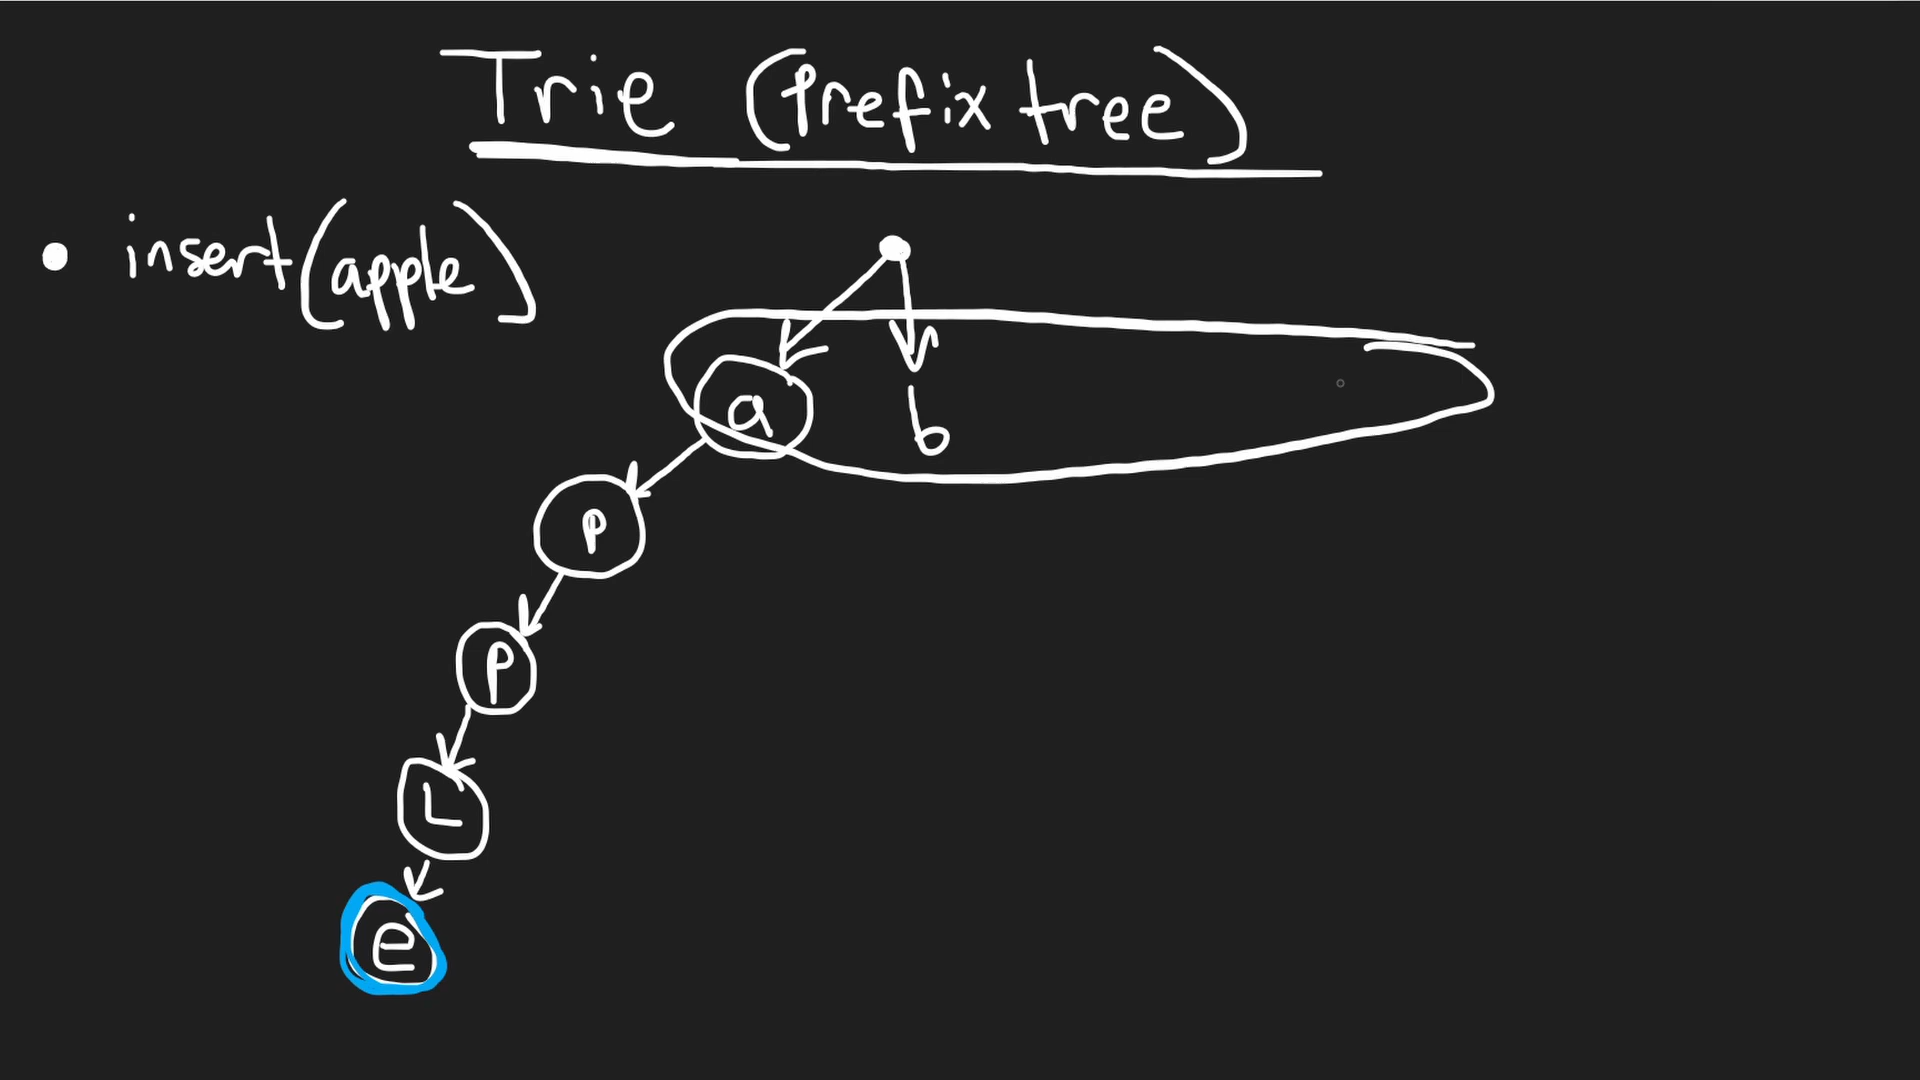 Trie (Prefix tree)
• insert(apple)
a
b
P
P
L
e